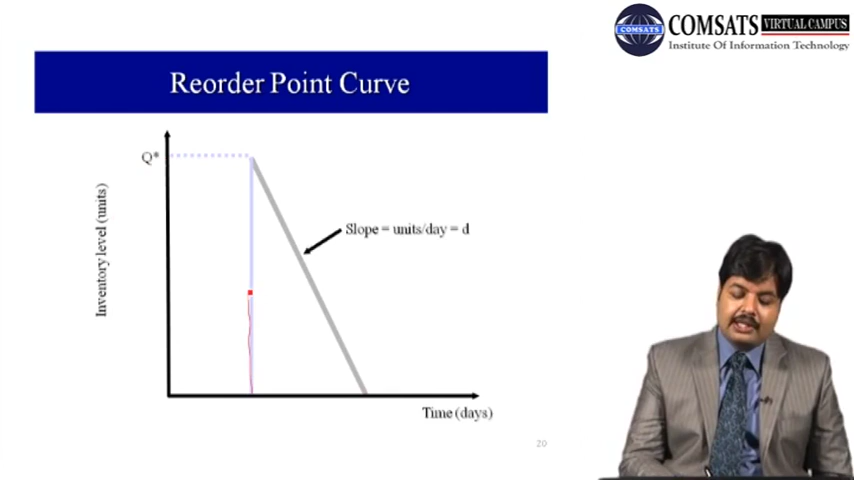 COMSATS VIRTUAL CAMPUS
COMSATS
Institute Of Information Technology
Reorder Point Curve
Q*
Inventory level (units)
Slope = units/day = d
Time (days)
20